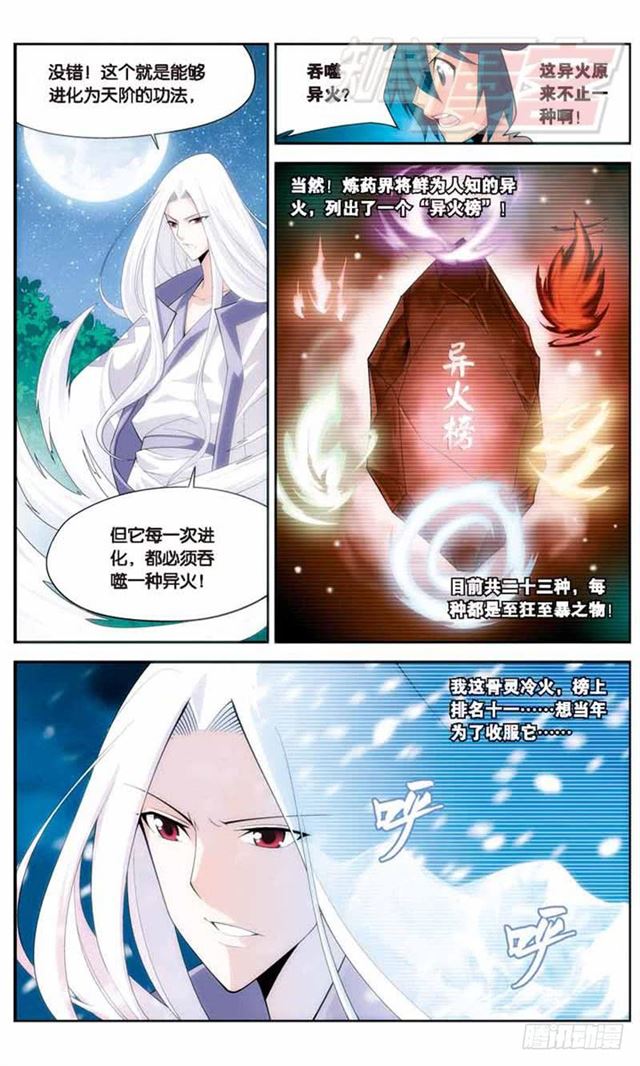 没错！这个就是能够
进化为天阶的功法，
但它每一次进
化，都必须吞
噬一种异火！
吞噬
异火？
这异火原
来不止一
种啊！
当然！炼药界将鲜为人知的异
火，列出了一个“异火榜”！
异火榜
目前共二十三种，每
种都是至狂至暴之物！
我这骨灵冷火，榜上
排名十一……想当年
为了收服它……
呼
呼
腾讯动漫